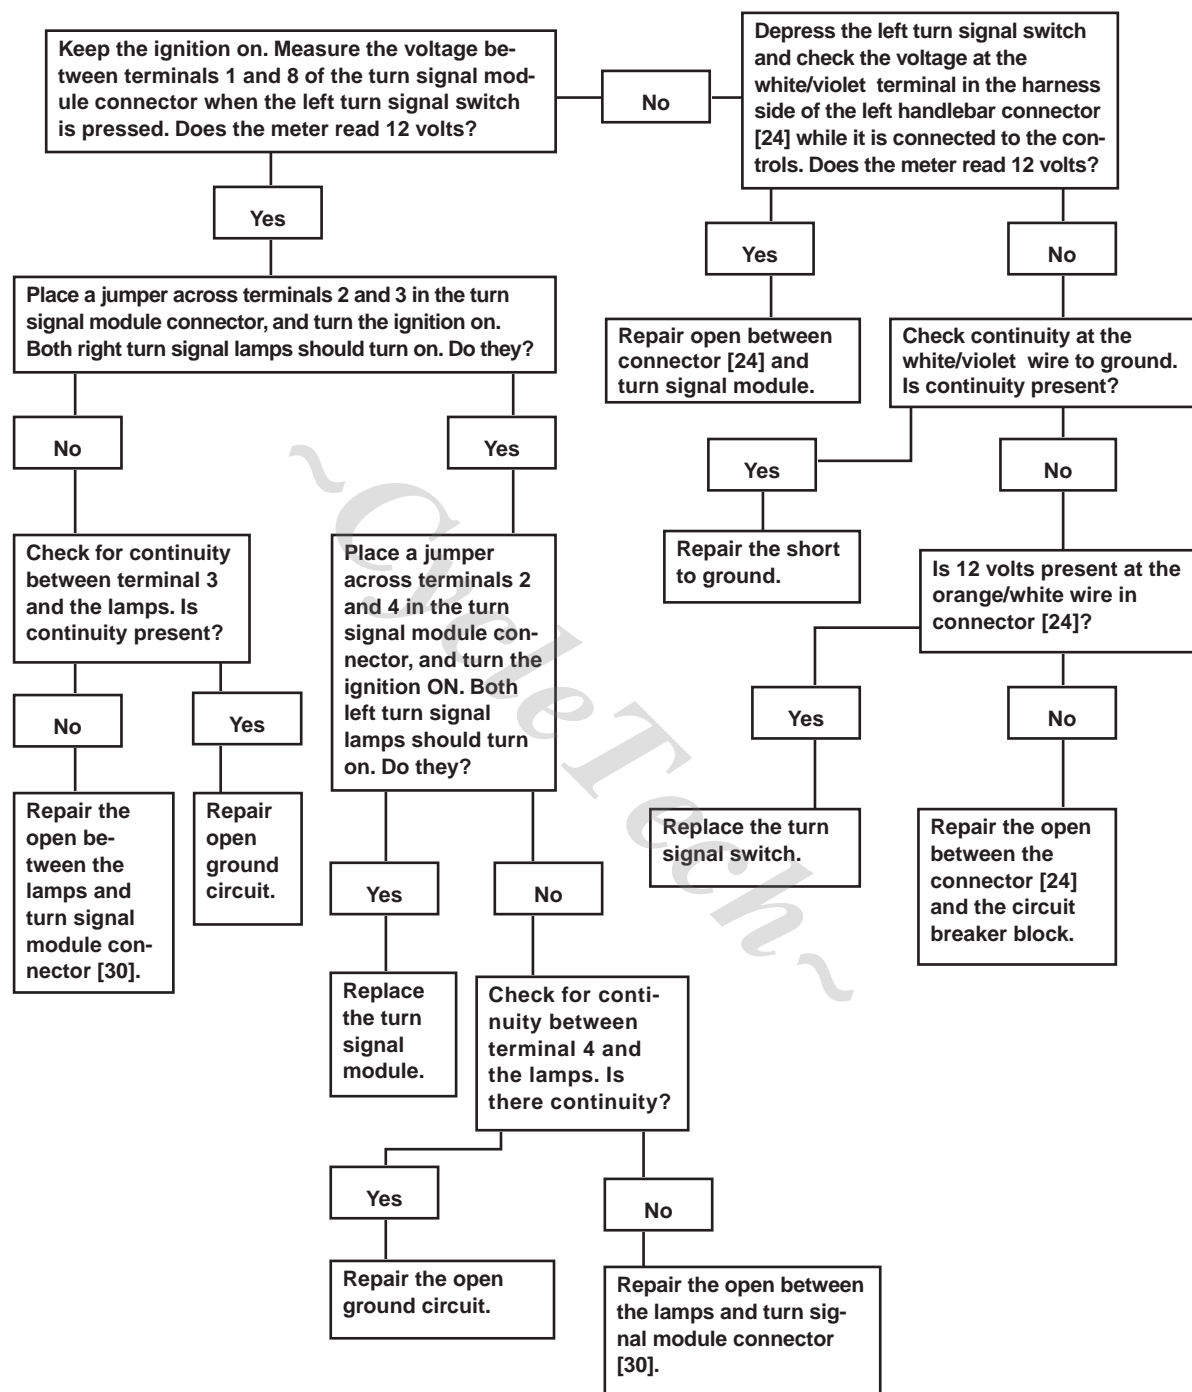 Keep the ignition on. Measure the voltage be-
tween terminals 1 and 8 of the turn signal mod-
ule connector when the left turn signal switch
is pressed. Does the meter read 12 volts?
No
Depress the left turn signal switch
and check the voltage at the
white/violet terminal in the harness
side of the left handlebar connector
[24] while it is connected to the con-
trols. Does the meter read 12 volts?
Yes
Yes
No
Place a jumper across terminals 2 and 3 in the turn
signal module connector, and turn the ignition on.
Both right turn signal lamps should turn on. Do they?
Repair open between
connector [24] and
turn signal module.
Check continuity at the
white/violet wire to ground.
Is continuity present?
No
Yes
Yes
No
Check for continuity
between terminal 3
and the lamps. Is
continuity present?
Place a jumper
across terminals 2
and 4 in the turn
signal module con-
nector, and turn the
ignition ON. Both
left turn signal
lamps should turn
on. Do they?
Repair the short
to ground.
Is 12 volts present at the
orange/white wire in
connector [24]?
No
Yes
Yes
No
Repair the
open be-
tween the
lamps and
turn signal
module con-
nector [30].
Repair
open
ground
circuit.
Yes
No
Replace the turn
signal switch.
Repair the open
between the
connector [24]
and the circuit
breaker block.
Replace
the turn
signal
module.
Check for conti-
nuity between
terminal 4 and
the lamps. Is
there continuity?
Yes
No
Repair the open
ground circuit.
Repair the open between
the lamps and turn sig-
nal module connector
[30].
~CycleTech~